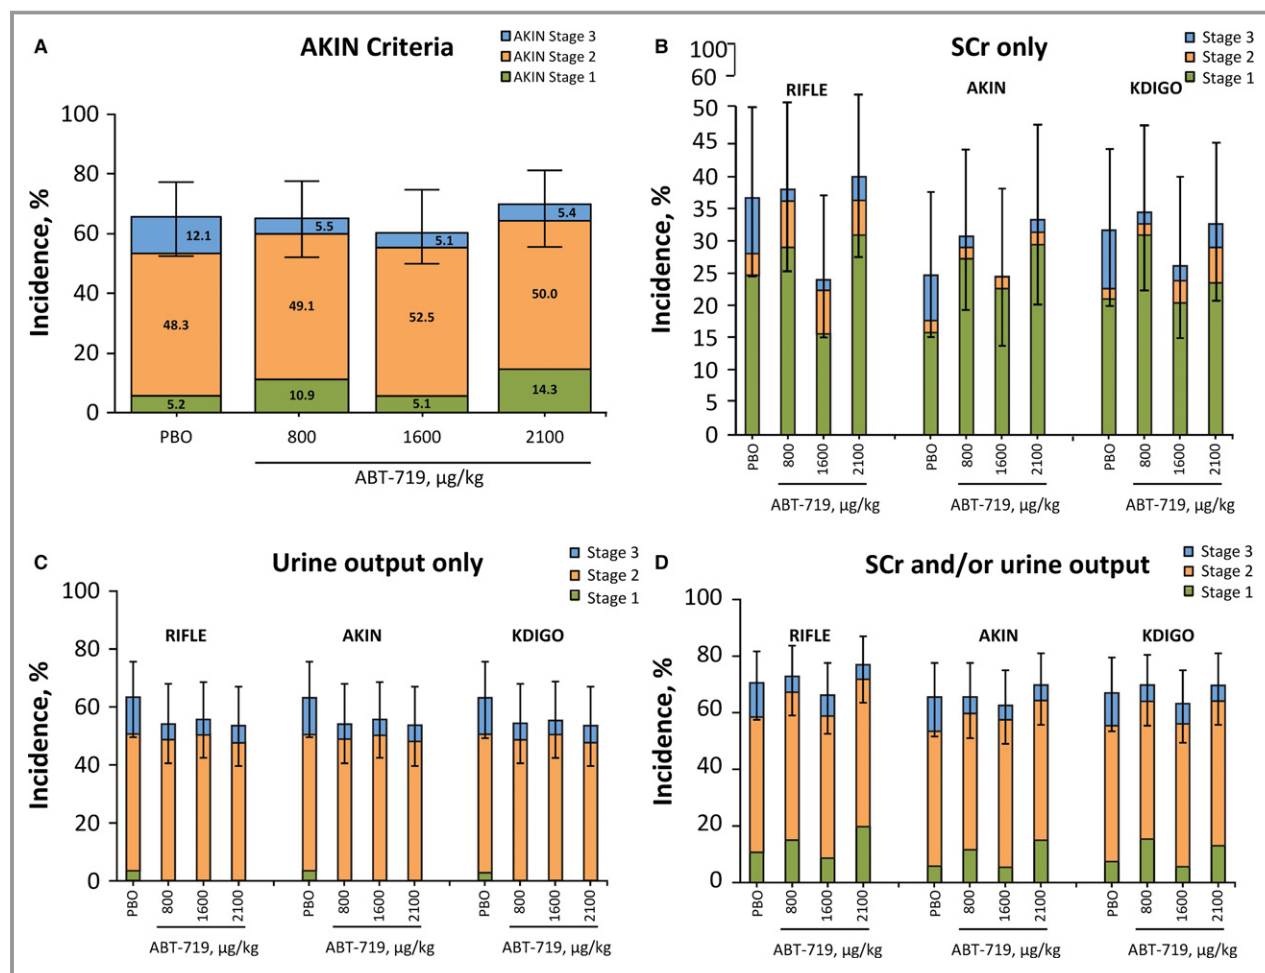 A
AKIN Criteria
AKIN Stage 3
AKIN Stage 2
AKIN Stage 1
Incidence, %
100
80
60
40
20
0
12.1
48.3
5.2
5.5
49.1
10.9
5.1
52.5
5.1
5.4
50.0
14.3
PBO 800 1600 2100
ABT-719, µg/kg
B
SCr only
Stage 3
Stage 2
Stage 1
Incidence, %
100
60
50
45
40
35
30
25
20
15
10
5
0
RIFLE AKIN KDIGO
PBO 800 1600 2100 PBO 800 1600 2100 PBO 800 1600 2100
ABT-719, µg/kg ABT-719, µg/kg ABT-719, µg/kg
C
Urine output only
Stage 3
Stage 2
Stage 1
Incidence, %
100
80
60
40
20
0
RIFLE AKIN KDIGO
PBO 800 1600 2100 PBO 800 1600 2100 PBO 800 1600 2100
ABT-719, µg/kg ABT-719, µg/kg ABT-719, µg/kg
D
SCr and/or urine output
Stage 3
Stage 2
Stage 1
Incidence, %
100
80
60
40
20
0
RIFLE AKIN KDIGO
PBO 800 1600 2100 PBO 800 1600 2100 PBO 800 1600 2100
ABT-719, µg/kg ABT-719, µg/kg ABT-719, µg/kg